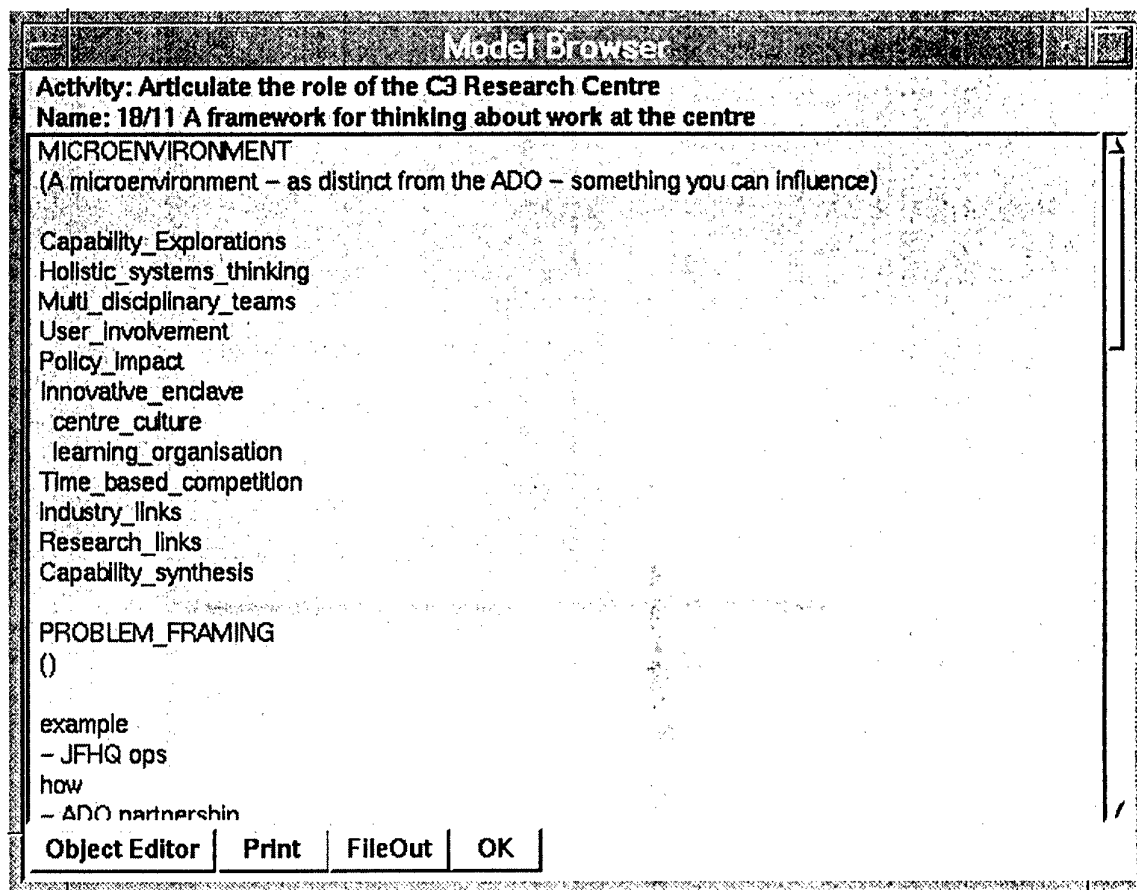 Model Browser
Activity: Articulate the role of the C3 Research Centre
Name: 18/11 A framework for thinking about work at the centre
MICROENVIRONMENT
(A microenvironment – as distinct from the ADO – something you can influence)
Capability_Explorations
Holistic_systems_thinking
Multi_disciplinary_teams
User_involvement
Policy_impact
Innovative_enclave
centre_culture
learning_organisation
Time_based_competition
Industry_links
Research_links
Capability_synthesis
PROBLEM_FRAMING
()
example
– JFHQ ops
how
– ADO partnership
Object Editor Print FileOut OK